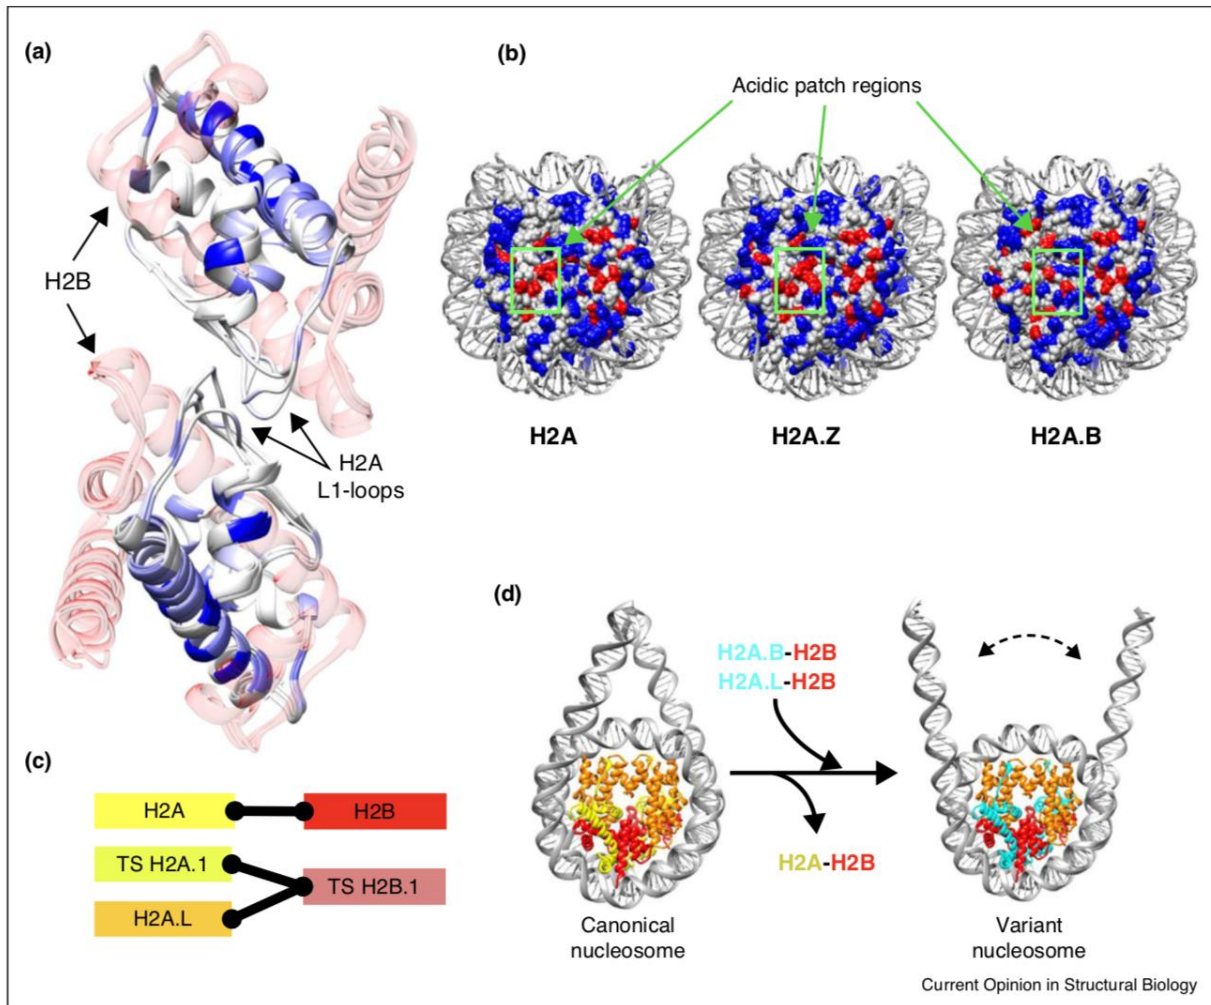 (a)
H2B
H2A
L1-loops
(b)
Acidic patch regions
H2A
H2A.Z
H2A.B
(c)
H2A
H2B
TS H2A.1
TS H2B.1
H2A.L
(d)
H2A.B-H2B
H2A.L-H2B
H2A-H2B
Canonical
nucleosome
Variant
nucleosome
Current Opinion in Structural Biology